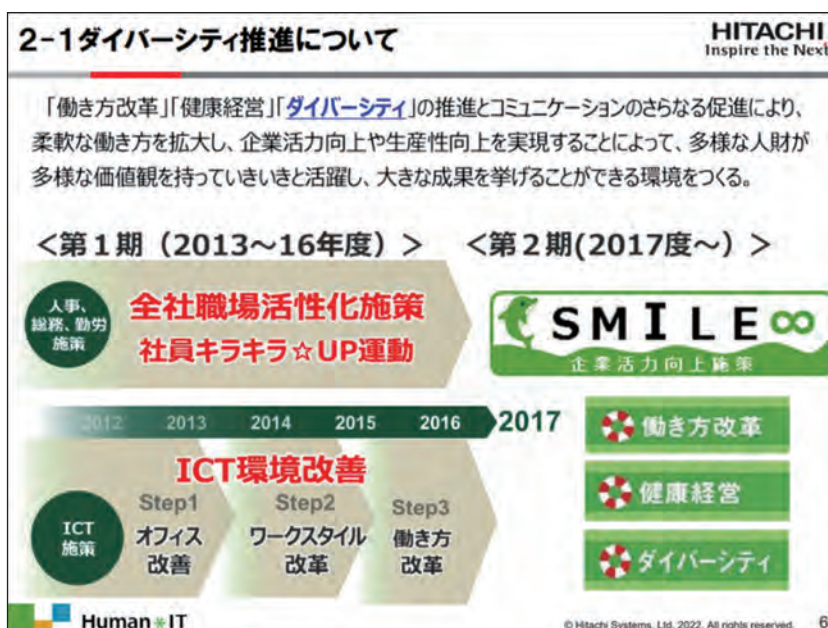 2-1ダイバーシティ推進について
HITACHI
Inspire the Next
「働き方改革」「健康経営」「ダイバーシティ」の推進とコミュニケーションのさらなる促進により、
柔軟な働き方を拡大し、企業活力向上や生産性向上を実現することによって、多様な人財が
多様な価値観を持っていきいきと活躍し、大きな成果を挙げることができる環境をつくる。
<第1期(2013~16年度)>
<第2期(2017度~)>
人事、
総務、勤労
施策
全社職場活性化施策
社員キラキラ☆UP運動
SMILE∞
企業活力向上施策
2012 2013 2014 2015 2016 2017
ICT環境改善
ICT
施策
Step1
オフィス
改善
Step2
ワークスタイル
改革
Step3
働き方
改革
働き方改革
健康経営
ダイバーシティ
Human*IT
© Hitachi Systems, Ltd. 2022. All rights reserved.
6